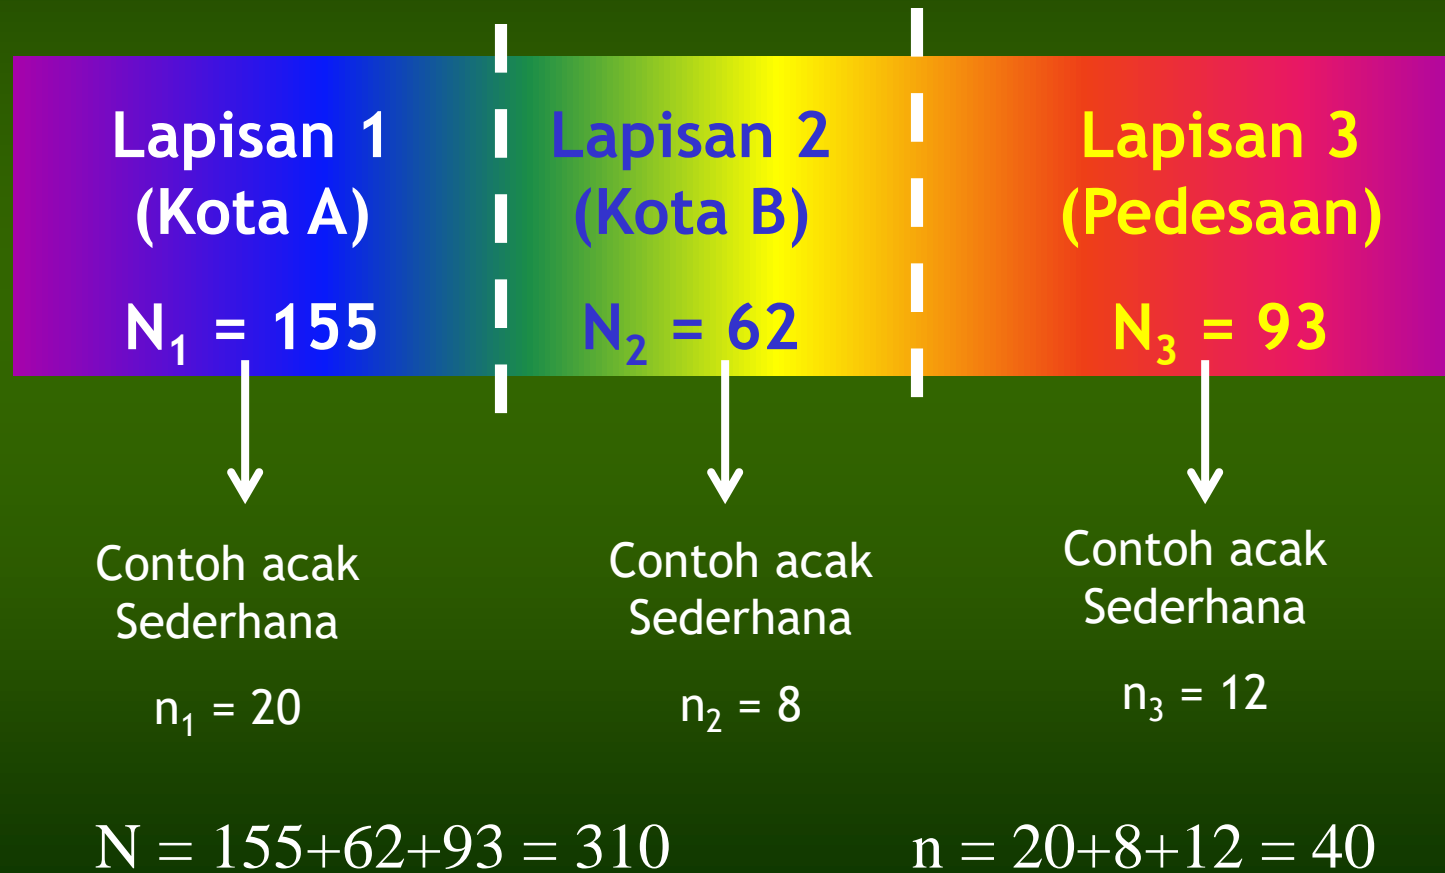 Lapisan 1
(Kota A)
N₁ = 155
Lapisan 2
(Kota B)
N₂ = 62
Lapisan 3
(Pedesaan)
N₃ = 93
Contoh acak
Sederhana
n₁ = 20
Contoh acak
Sederhana
n₂ = 8
Contoh acak
Sederhana
n₃ = 12
N = 155+62+93 = 310
n = 20+8+12 = 40